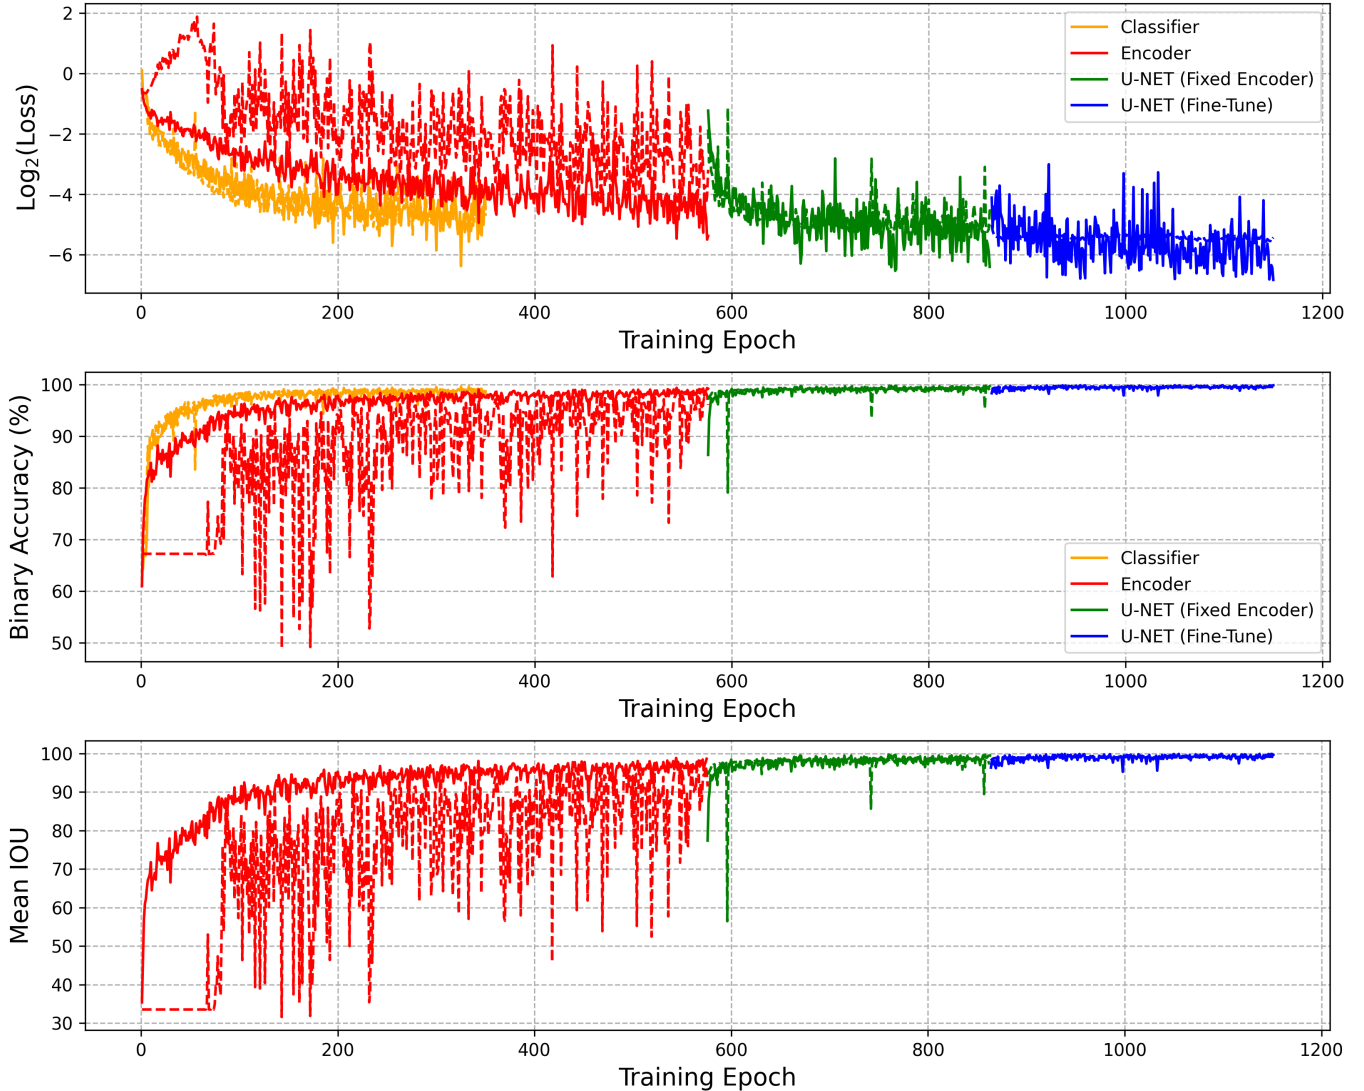 2
0
−2
−4
−6
Log₂(Loss)
Classifier
Encoder
U-NET (Fixed Encoder)
U-NET (Fine-Tune)
0 200 400 600 800 1000 1200
Training Epoch
100
90
80
70
60
50
Binary Accuracy (%)
Classifier
Encoder
U-NET (Fixed Encoder)
U-NET (Fine-Tune)
0 200 400 600 800 1000 1200
Training Epoch
100
90
80
70
60
50
40
30
Mean IOU
0 200 400 600 800 1000 1200
Training Epoch